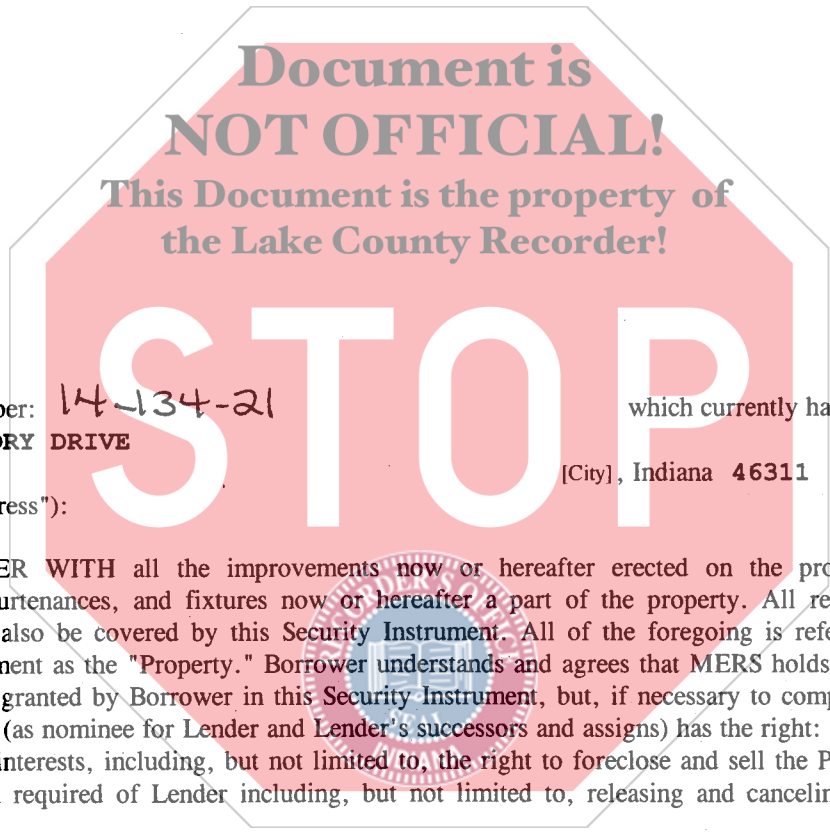 Document is
NOT OFFICIAL!
This Document is the property of
the Lake County Recorder!
STOP
ber: 14-134-21 which currently ha
ORY DRIVE
[City], Indiana 46311
ress"):
ER WITH all the improvements now or hereafter erected on the pro
urtenances, and fixtures now or hereafter a part of the property. All re
also be covered by this Security Instrument. All of the foregoing is refe
ment as the "Property." Borrower understands and agrees that MERS holds
granted by Borrower in this Security Instrument, but, if necessary to comp
(as nominee for Lender and Lender's successors and assigns) has the right:
interests, including, but not limited to, the right to foreclose and sell the P
required of Lender including, but not limited to, releasing and cancelin
RECORDER'S OFFICE
SEAL